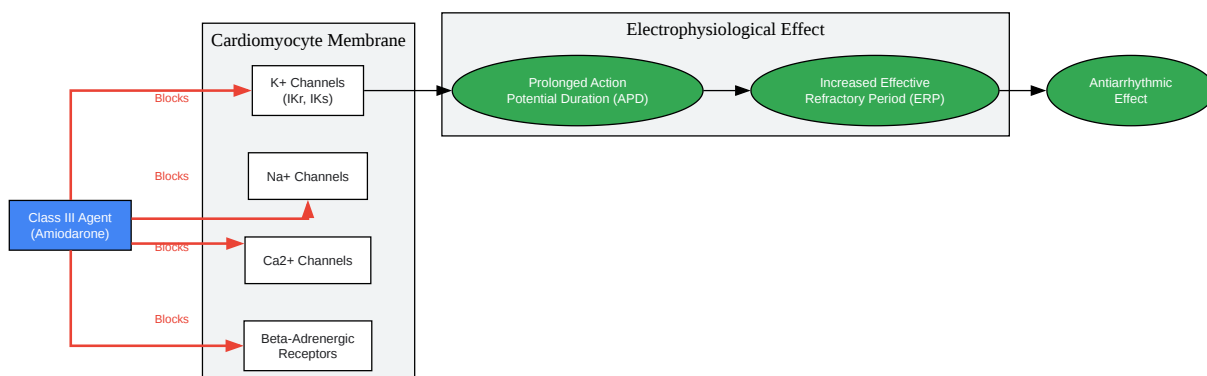 Electrophysiological Effect
Cardiomyocyte Membrane
K+ Channels
(IKr, IKs)
Prolonged Action
Potential Duration (APD)
Increased Effective
Refractory Period (ERP)
Antiarrhythmic
Effect
Blocks
Na+ Channels
Blocks
Class III Agent
(Amiodarone)
Blocks
Ca2+ Channels
Blocks
Beta-Adrenergic
Receptors